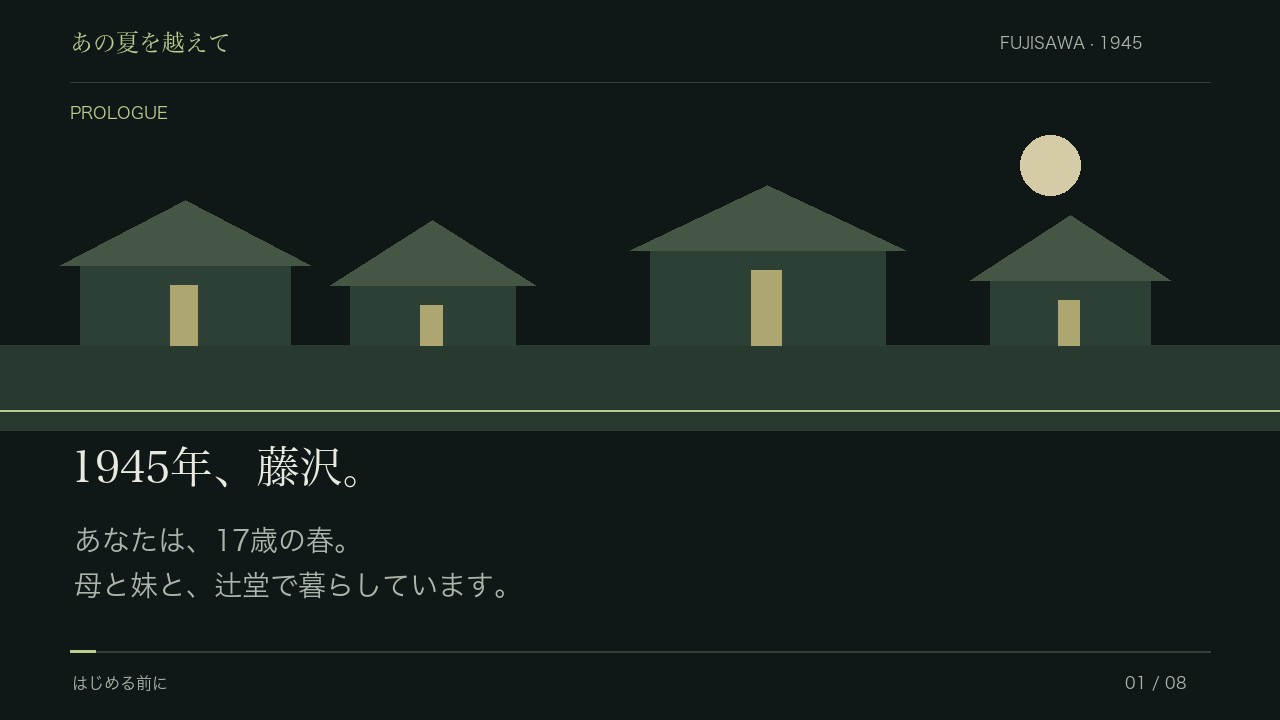 あの夏を越えて
FUJISAWA · 1945
PROLOGUE
1945年、藤沢。
あなたは、17歳の春。
母と妹と、辻堂で暮らしています。
はじめる前に
01 / 08